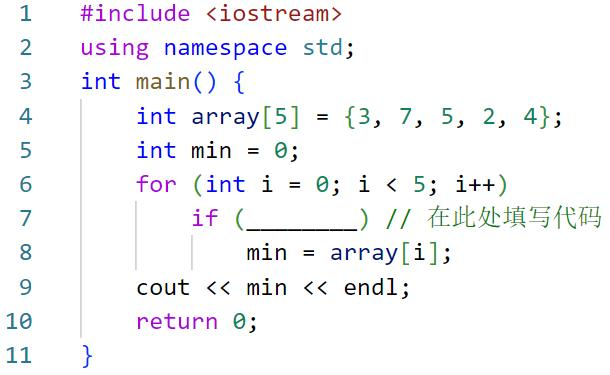 1 #include <iostream>
2 using namespace std;
3 int main() {
4 int array[5] = {3, 7, 5, 2, 4};
5 int min = 0;
6 for (int i = 0; i < 5; i++)
7 if (________) // 在此处填写代码
8 min = array[i];
9 cout << min << endl;
10 return 0;
11 }